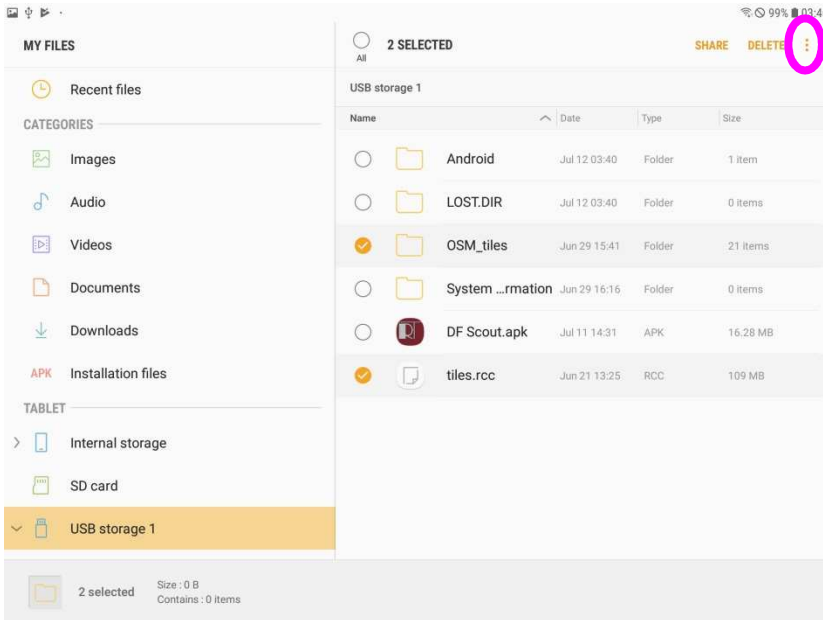 99% 03:4
MY FILES
Recent files
CATEGORIES
Images
Audio
Videos
Documents
Downloads
APK Installation files
TABLET
Internal storage
SD card
USB storage 1
All
2 SELECTED
SHARE DELETE
USB storage 1
Name Date Type Size
Android Jul 12 03:40 Folder 1 item
LOST.DIR Jul 12 03:40 Folder 0 items
OSM_tiles Jun 29 15:41 Folder 21 items
System ...rmation Jun 29 16:16 Folder 0 items
DF Scout.apk Jul 11 14:31 APK 16.28 MB
tiles.rcc Jun 21 13:25 RCC 109 MB
2 selected
Size : 0 B
Contains : 0 items